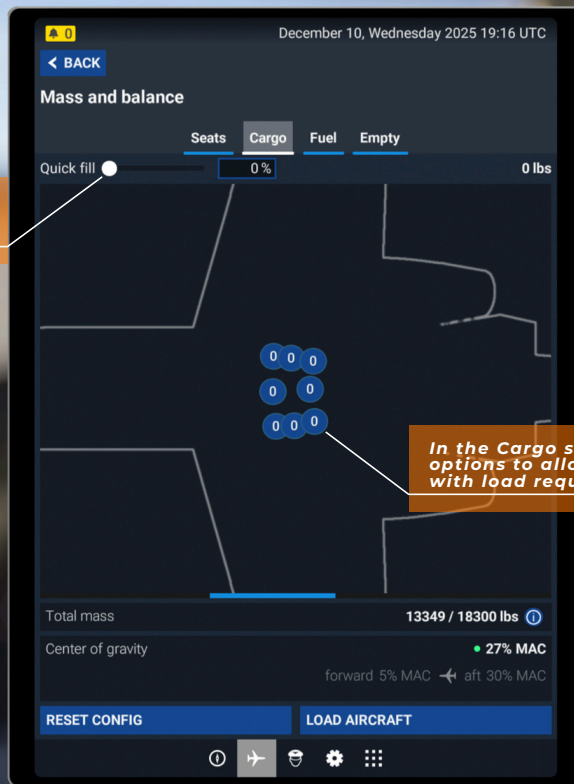 0
December 10, Wednesday 2025 19:16 UTC
BACK
Mass and balance
Seats Cargo Fuel Empty
Quick fill 0 % 0 lbs
0 0 0
0 0
0 0 0
In the Cargo
options to
with load
Total mass 13349 / 18300 lbs
Center of gravity 27% MAC
forward 5% MAC aft 30% MAC
RESET CONFIG LOAD AIRCRAFT